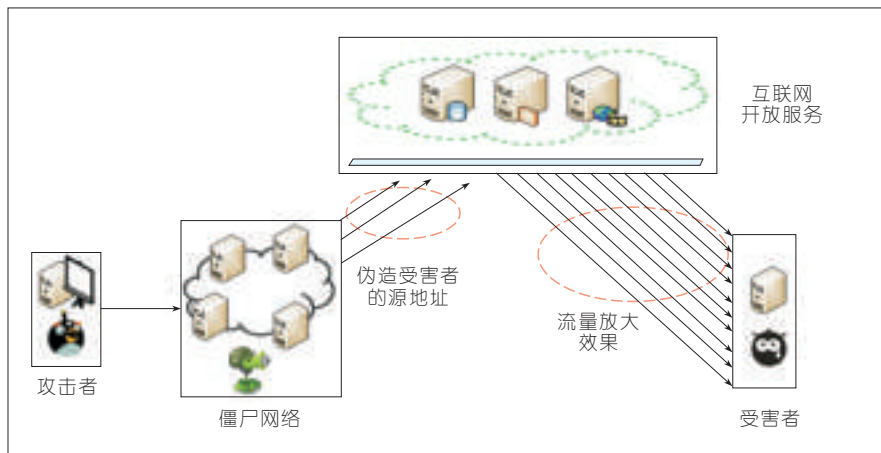 互联网
开放服务
伪造受害者
的源地址
流量放大
效果
攻击者
僵尸网络
受害者